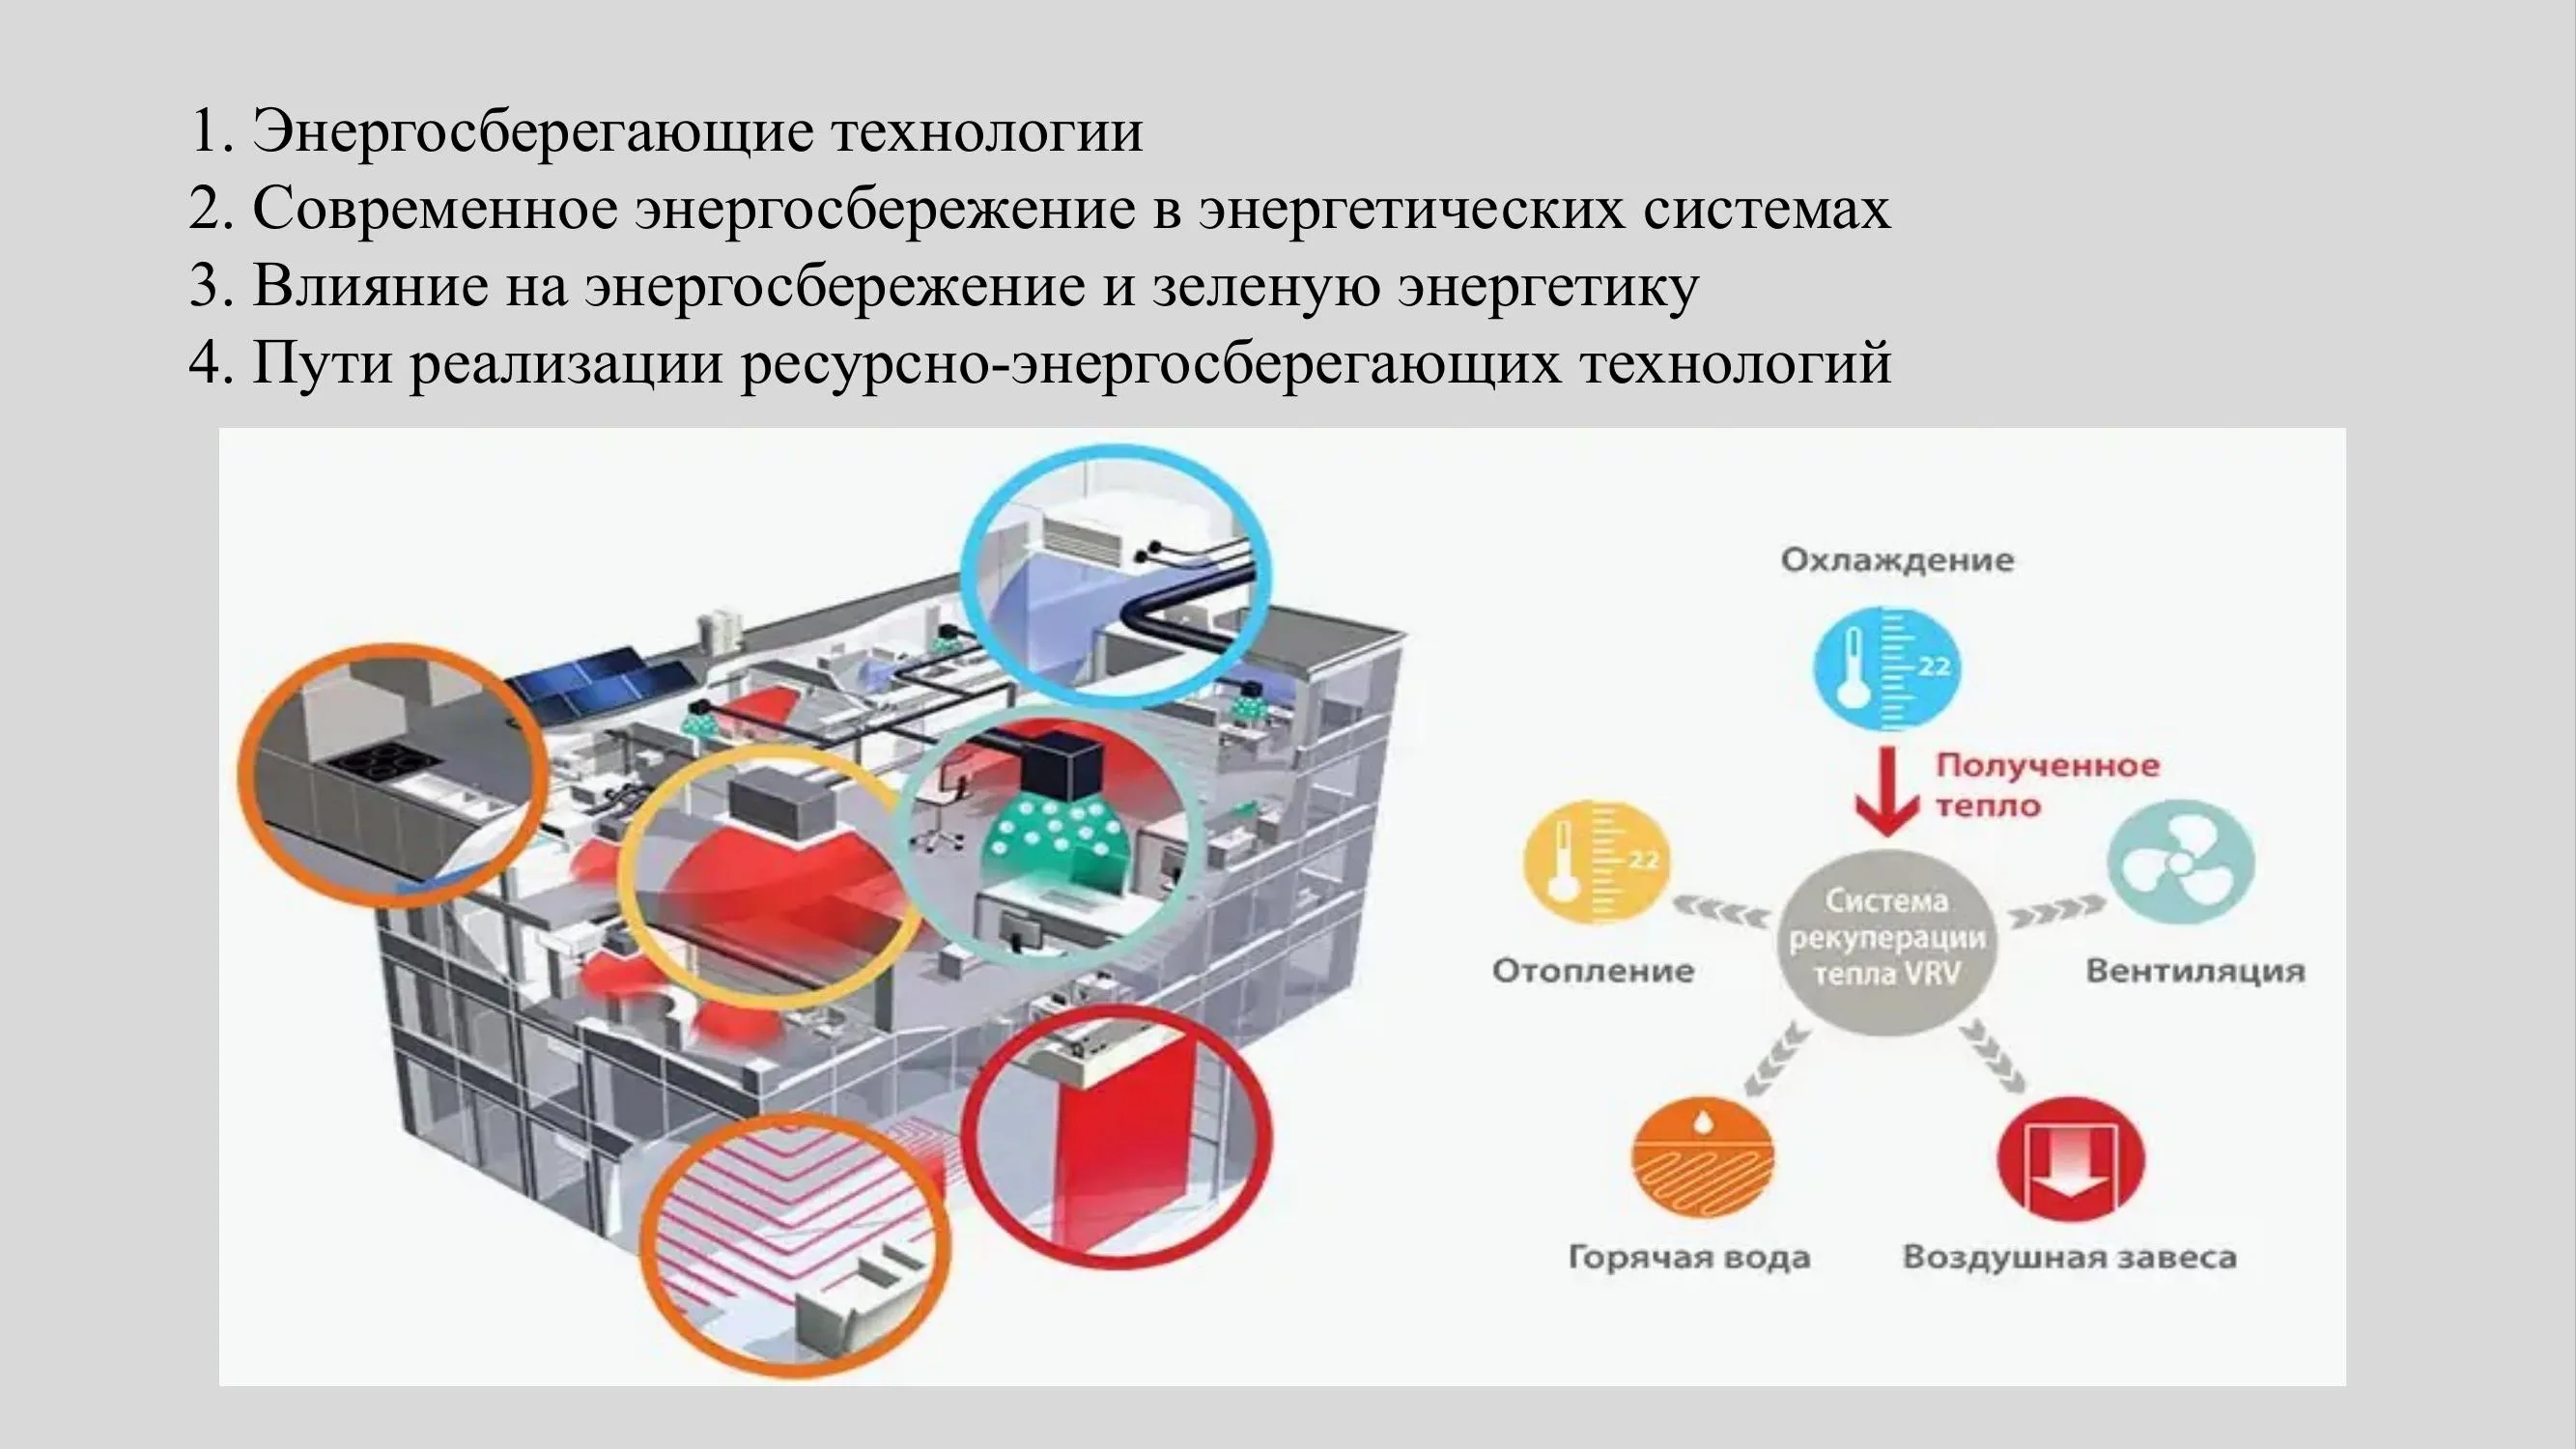 1. Энергосберегающие технологии
2. Современное энергосбережение в энергетических системах
3. Влияние на энергосбережение и зеленую энергетику
4. Пути реализации ресурсно-энергосберегающих технологий
Охлаждение
22
Полученное
тепло
22
Система
рекуперации
тепла VRV
Отопление
Вентиляция
Горячая вода
Воздушная завеса